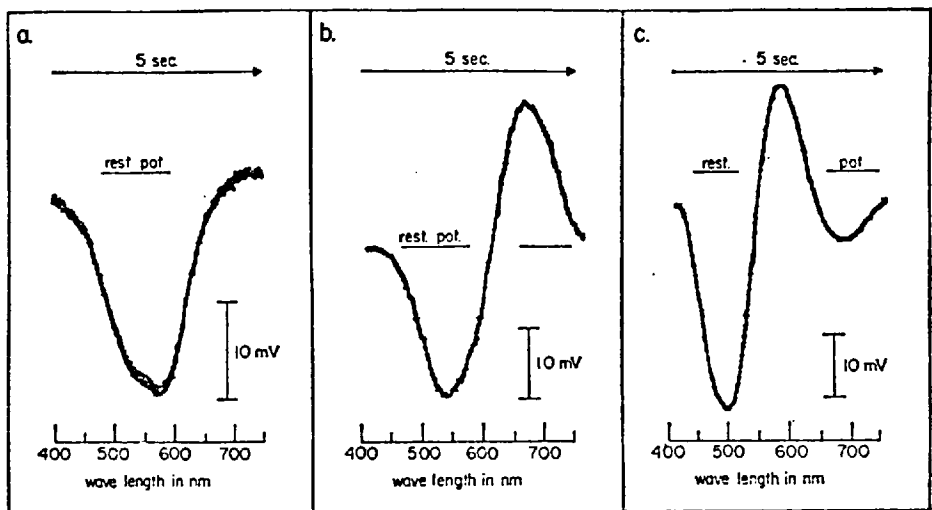 a.
5 sec.
rest pot
10 mV
400 500 600 700
wave length in nm
b.
5 sec.
rest. pot.
10 mV
400 500 600 700
wave length in nm
c.
5 sec.
rest. pot.
10 mV
400 500 600 700
wave length in nm